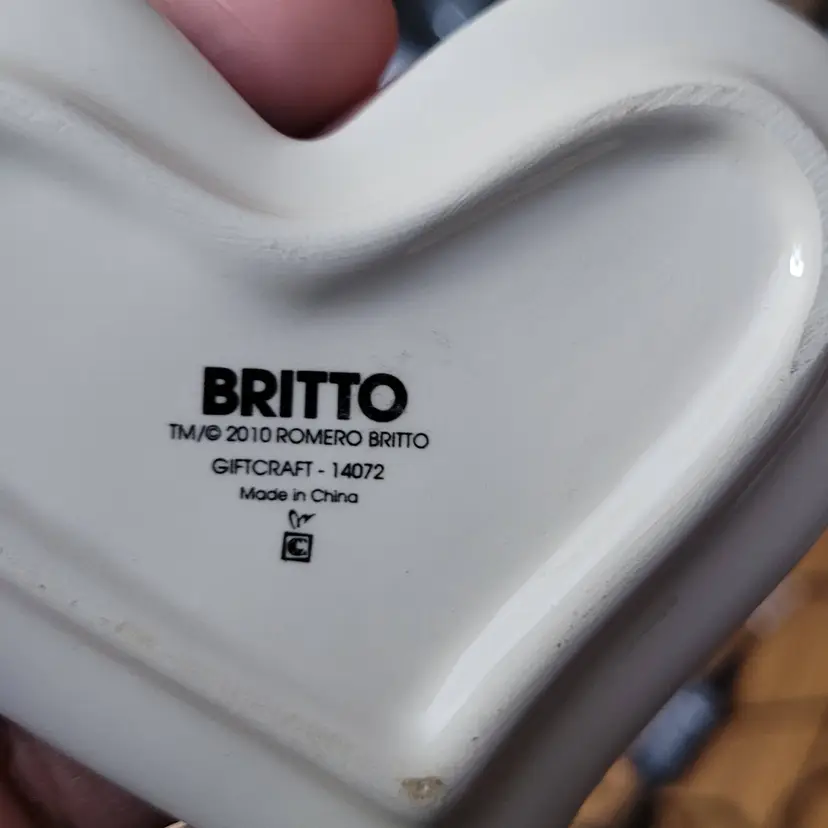 BRITTO
TM/© 2010 ROMERO BRITTO
GIFTCRAFT - 14072
Made in China
C